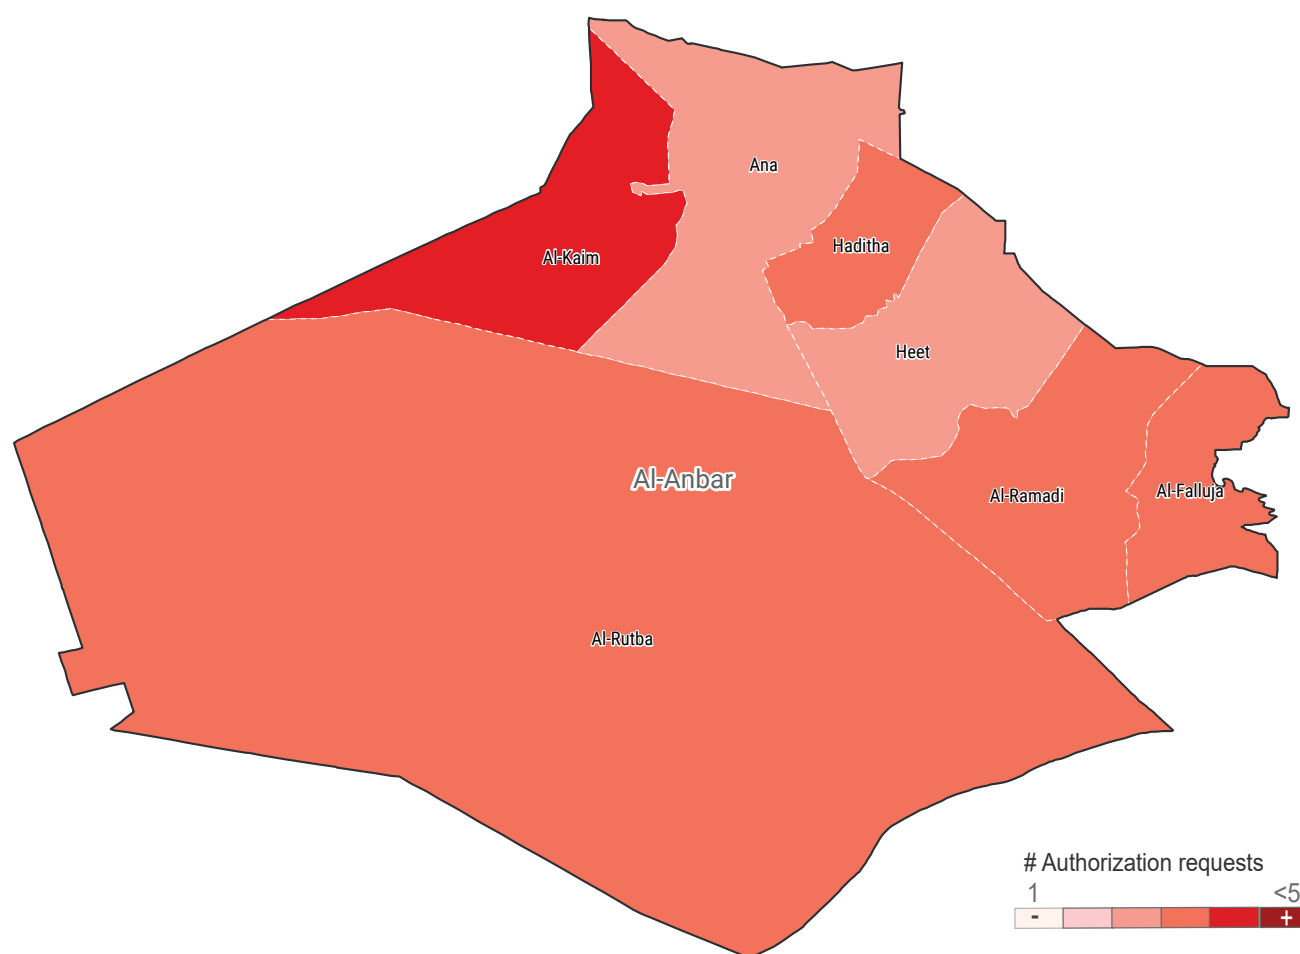 Ana
Haditha
Al-Kaim
Heet
Al-Anbar
Al-Ramadi
Al-Falluja
Al-Rutba
# Authorization requests
1 <5
- +